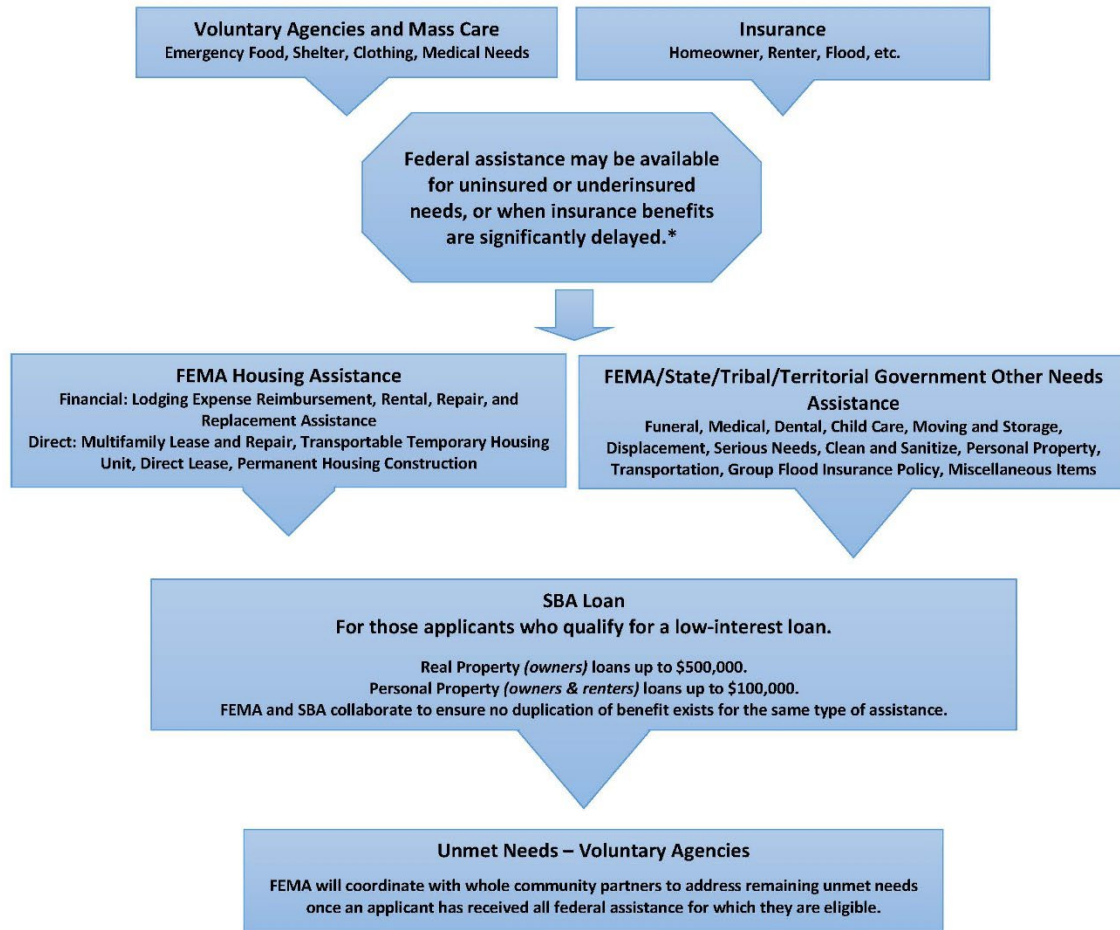 Voluntary Agencies and Mass Care
Emergency Food, Shelter, Clothing, Medical Needs
Insurance
Homeowner, Renter, Flood, etc.
Federal assistance may be available
for uninsured or underinsured
needs, or when insurance benefits
are significantly delayed.*
FEMA Housing Assistance
Financial: Lodging Expense Reimbursement, Rental, Repair, and
Replacement Assistance
Direct: Multifamily Lease and Repair, Transportable Temporary Housing
Unit, Direct Lease, Permanent Housing Construction
FEMA/State/Tribal/Territorial Government Other Needs
Assistance
Funeral, Medical, Dental, Child Care, Moving and Storage,
Displacement, Serious Needs, Clean and Sanitize, Personal Property,
Transportation, Group Flood Insurance Policy, Miscellaneous Items
SBA Loan
For those applicants who qualify for a low-interest loan.
Real Property (owners) loans up to $500,000.
Personal Property (owners & renters) loans up to $100,000.
FEMA and SBA collaborate to ensure no duplication of benefit exists for the same type of assistance.
Unmet Needs – Voluntary Agencies
FEMA will coordinate with whole community partners to address remaining unmet needs
once an applicant has received all federal assistance for which they are eligible.